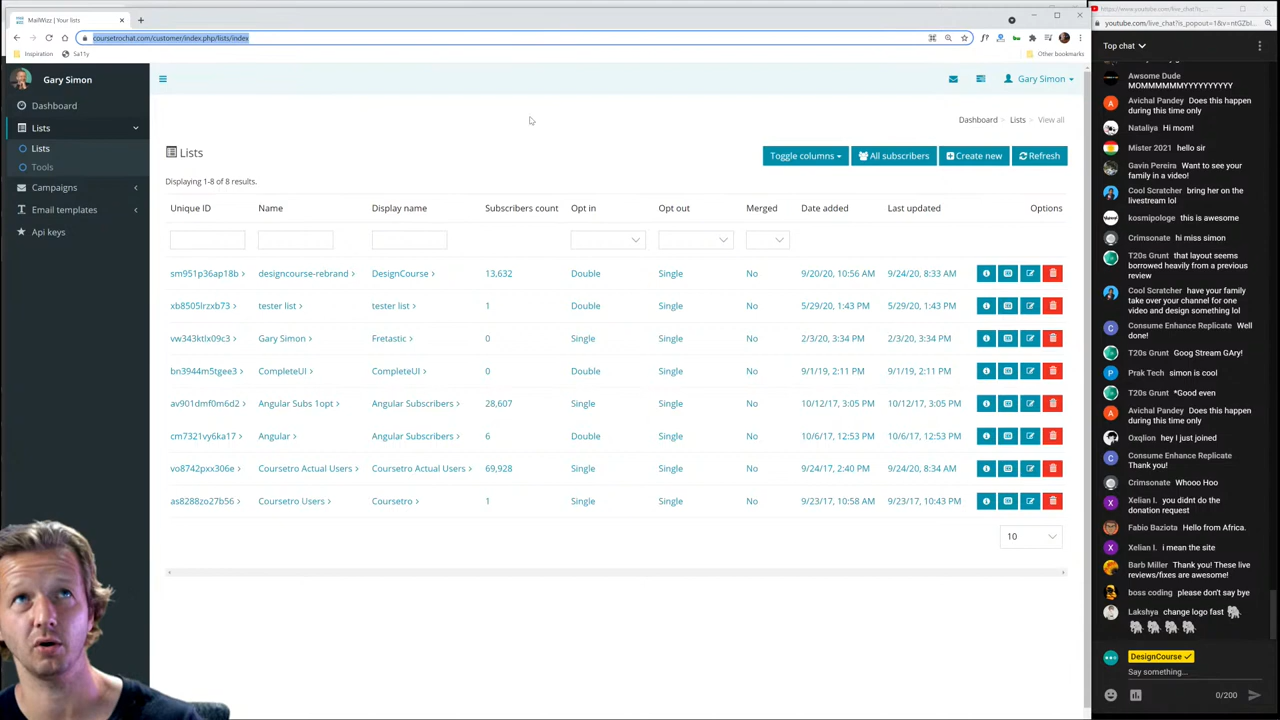 MailWizz | Your lists
coursetrochat.com/customer/index.php/lists/index
Inspiration
Sa11y
Other bookmarks
Gary Simon
Dashboard
Lists
Lists
Tools
Campaigns
Email templates
Api keys
Gary Simon
Dashboard
Lists
View all
Lists
Toggle columns
All subscribers
Create new
Refresh
Displaying 1-8 of 8 results.
Unique ID Name Display name Subscribers count Opt in Opt out Merged Date added Last updated Options
sm951p36ap18b designcourse-rebrand DesignCourse 13,632 Double Single No 9/20/20, 10:56 AM 9/24/20, 8:33 AM
xb8505lrzxb73 tester list tester list 1 Double Single No 5/29/20, 1:43 PM 5/29/20, 1:43 PM
vw343ktlx09c3 Gary Simon Fretastic 0 Single Single No 2/3/20, 3:34 PM 2/3/20, 3:34 PM
bn3944m5tgee3 CompleteUI CompleteUI 0 Double Single No 9/1/19, 2:11 PM 9/1/19, 2:11 PM
av901dmf0m6d2 Angular Subs 1opt Angular Subscribers 28,607 Single Single No 10/12/17, 3:05 PM 10/12/17, 3:05 PM
cm7321vy6ka17 Angular Angular Subscribers 6 Double Single No 10/6/17, 12:53 PM 10/6/17, 12:53 PM
vo8742pxx306e Coursetro Actual Users Coursetro Actual Users 69,928 Single Single No 9/24/17, 2:40 PM 9/24/20, 8:34 AM
as8288zo27b56 Coursetro Users Coursetro 1 Single Single No 9/23/17, 10:58 AM 9/23/17, 10:43 PM
10
youtube.com/live_chat?is_popout=1&v=ntGZbI...
Top chat
Awsome Dude
MOMMMMMMYYYYYYYYYY
Avichal Pandey Does this happen
during this time only
Nataliya Hi mom!
Mister 2021 hello sir
Gavin Pereira Want to see your
family in a video!
Cool Scratcher bring her on the
livestream lol
kosmipologe this is awesome
Crimsonate hi miss simon
T20s Grunt that layout seems
borrowed heavily from a previous
review
Cool Scratcher have your family
take over your channel for one
video and design something lol
Consume Enhance Replicate Well
done!
T20s Grunt Goog Stream GAry!
Prak Tech simon is cool
T20s Grunt *Good even
Avichal Pandey Does this happen
during this time only
Oxqlion hey I just joined
Consume Enhance Replicate
Thank you!
Crimsonate Whooo Hoo
Xelian I. you didnt do the
donation request
Fabio Baziota Hello from Africa.
Xelian I. i mean the site
Barb Miller Thank you! These live
reviews/fixes are awesome!
boss coding please don't say bye
Lakshya change logo fast
DesignCourse
Say something...
0/200